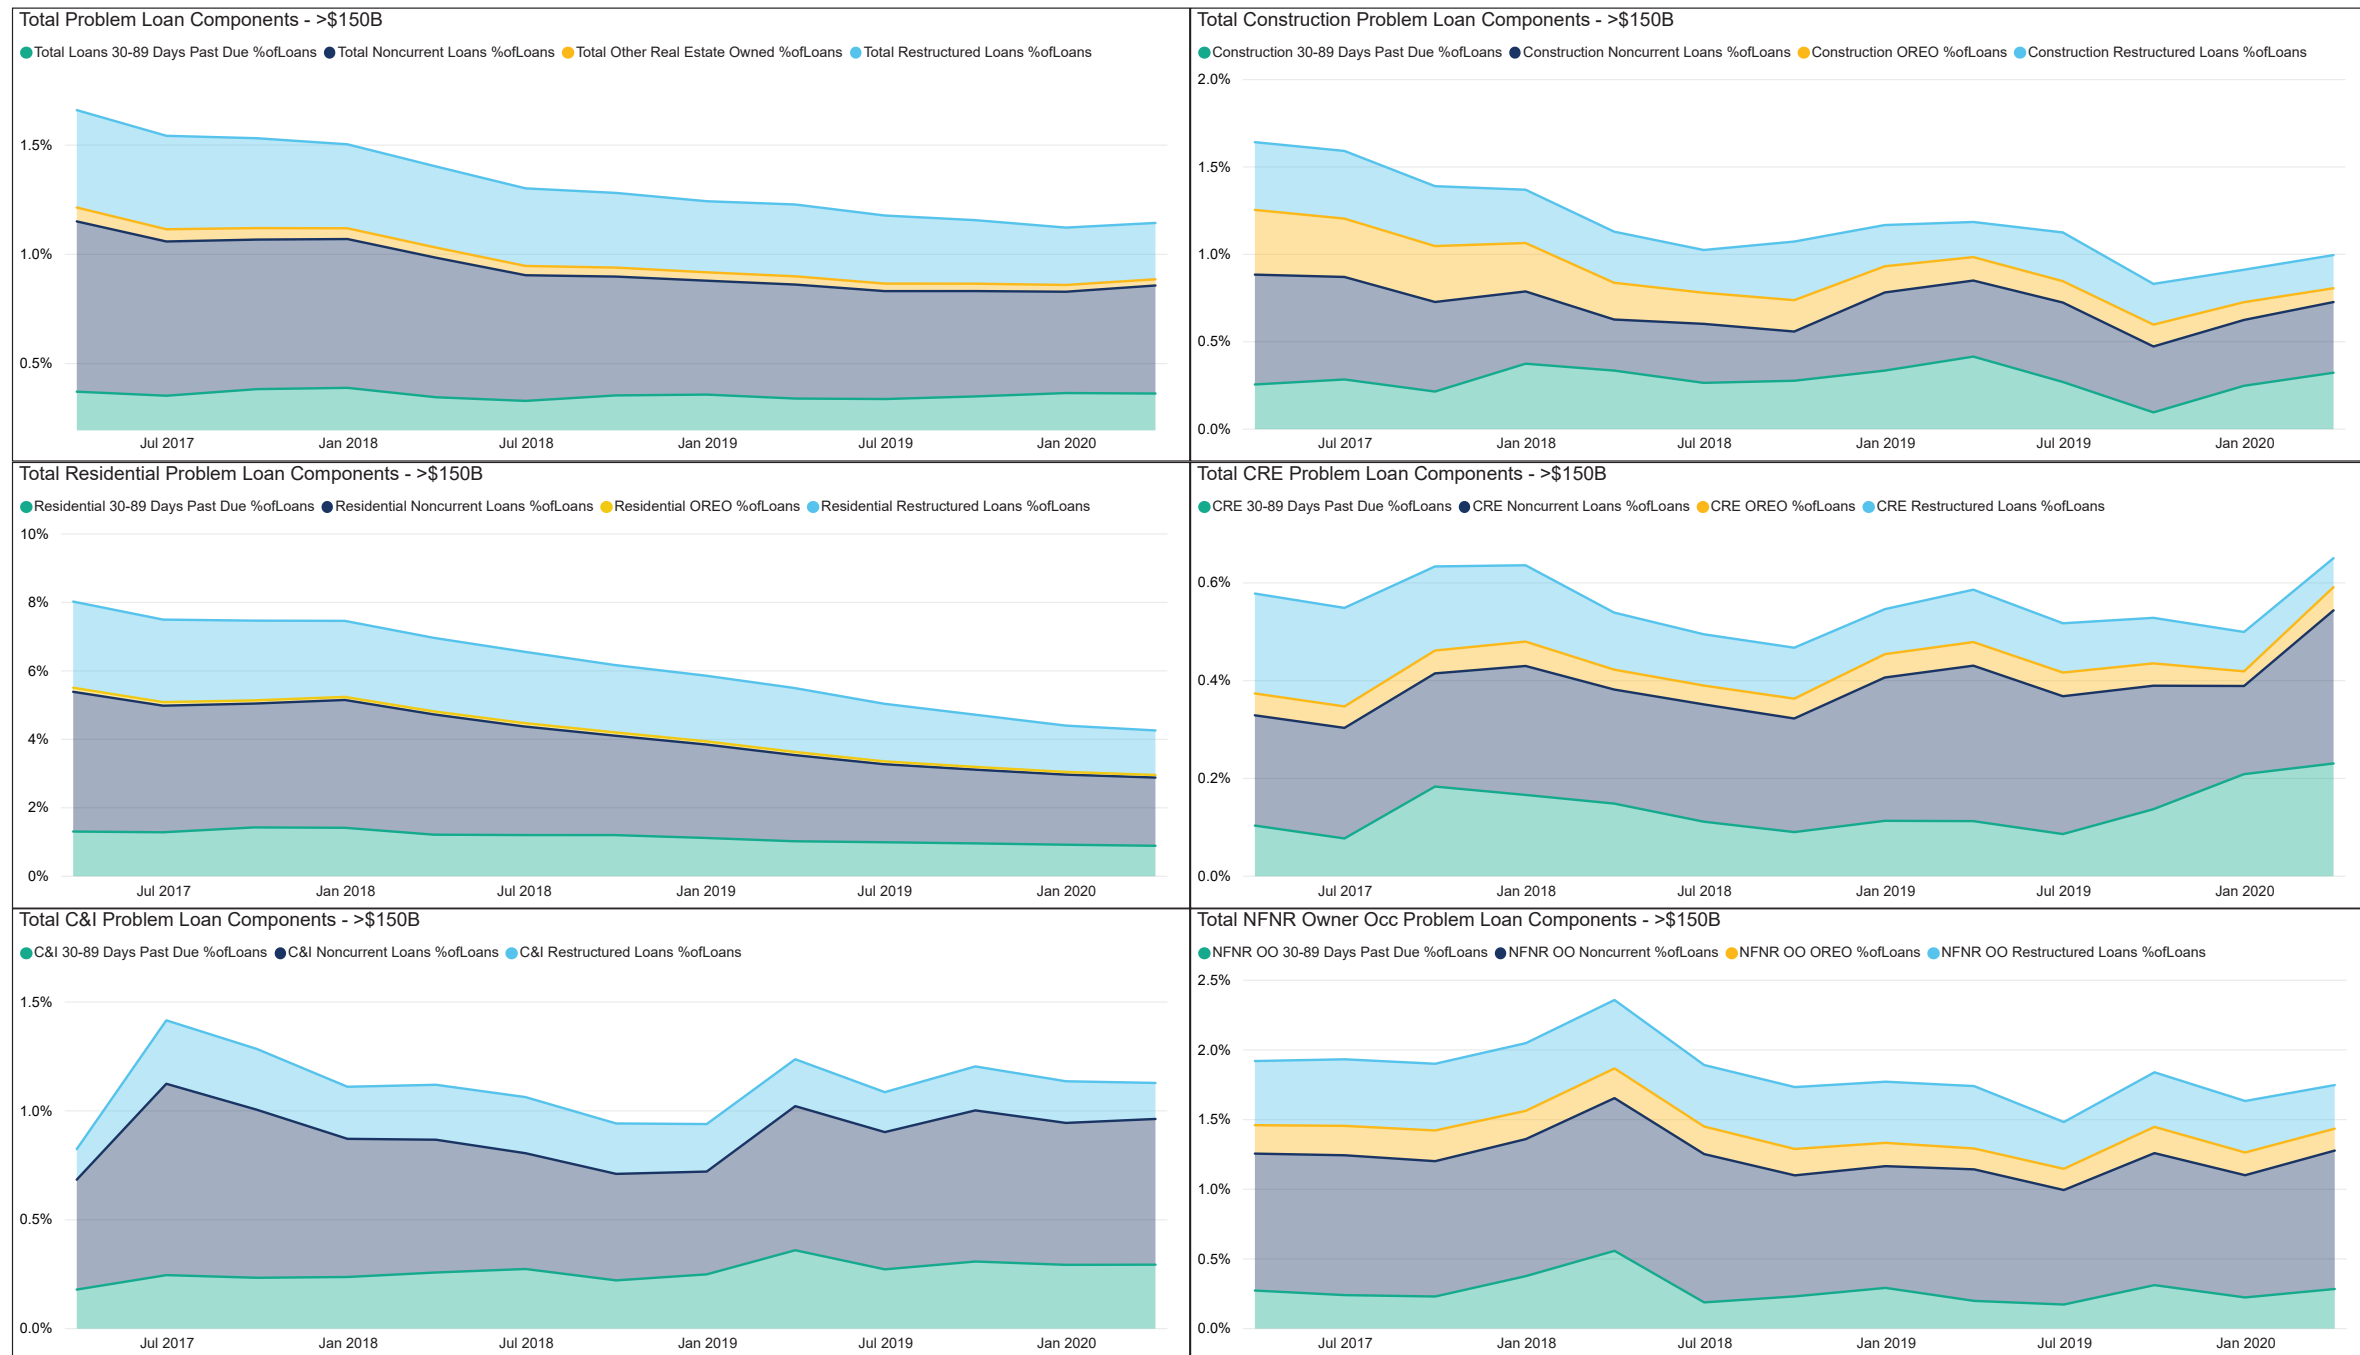 Total Problem Loan Components - >$150B
Total Loans 30-89 Days Past Due %ofLoans Total Noncurrent Loans %ofLoans Total Other Real Estate Owned %ofLoans Total Restructured Loans %ofLoans
1.5%
1.0%
0.5%
Jul 2017 Jan 2018 Jul 2018 Jan 2019 Jul 2019 Jan 2020
Total Construction Problem Loan Components - >$150B
Construction 30-89 Days Past Due %ofLoans Construction Noncurrent Loans %ofLoans Construction OREO %ofLoans Construction Restructured Loans %ofLoans
2.0%
1.5%
1.0%
0.5%
0.0%
Jul 2017 Jan 2018 Jul 2018 Jan 2019 Jul 2019 Jan 2020
Total Residential Problem Loan Components - >$150B
Residential 30-89 Days Past Due %ofLoans Residential Noncurrent Loans %ofLoans Residential OREO %ofLoans Residential Restructured Loans %ofLoans
10%
8%
6%
4%
2%
0%
Jul 2017 Jan 2018 Jul 2018 Jan 2019 Jul 2019 Jan 2020
Total CRE Problem Loan Components - >$150B
CRE 30-89 Days Past Due %ofLoans CRE Noncurrent Loans %ofLoans CRE OREO %ofLoans CRE Restructured Loans %ofLoans
0.6%
0.4%
0.2%
0.0%
Jul 2017 Jan 2018 Jul 2018 Jan 2019 Jul 2019 Jan 2020
Total C&I Problem Loan Components - >$150B
C&I 30-89 Days Past Due %ofLoans C&I Noncurrent Loans %ofLoans C&I Restructured Loans %ofLoans
1.5%
1.0%
0.5%
0.0%
Jul 2017 Jan 2018 Jul 2018 Jan 2019 Jul 2019 Jan 2020
Total NFNR Owner Occ Problem Loan Components - >$150B
NFNR OO 30-89 Days Past Due %ofLoans NFNR OO Noncurrent %ofLoans NFNR OO OREO %ofLoans NFNR OO Restructured Loans %ofLoans
2.5%
2.0%
1.5%
1.0%
0.5%
0.0%
Jul 2017 Jan 2018 Jul 2018 Jan 2019 Jul 2019 Jan 2020